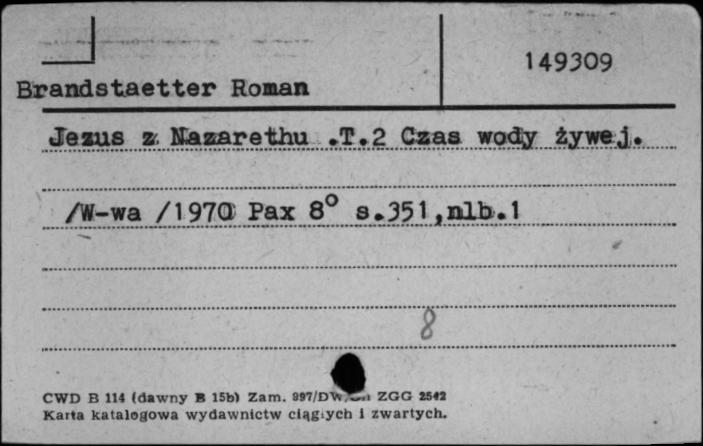 149309
Brandstaetter Roman
Jezus z Nazarethu .T.2 Czas wody żywej.
/W-wa /1970 Pax 8° s.351,nlb.1
8
CWD B 114 (dawny B 15b) Zam. 997/DW ZGG 2542
Karta katalogowa wydawnictw ciągłych i zwartych.